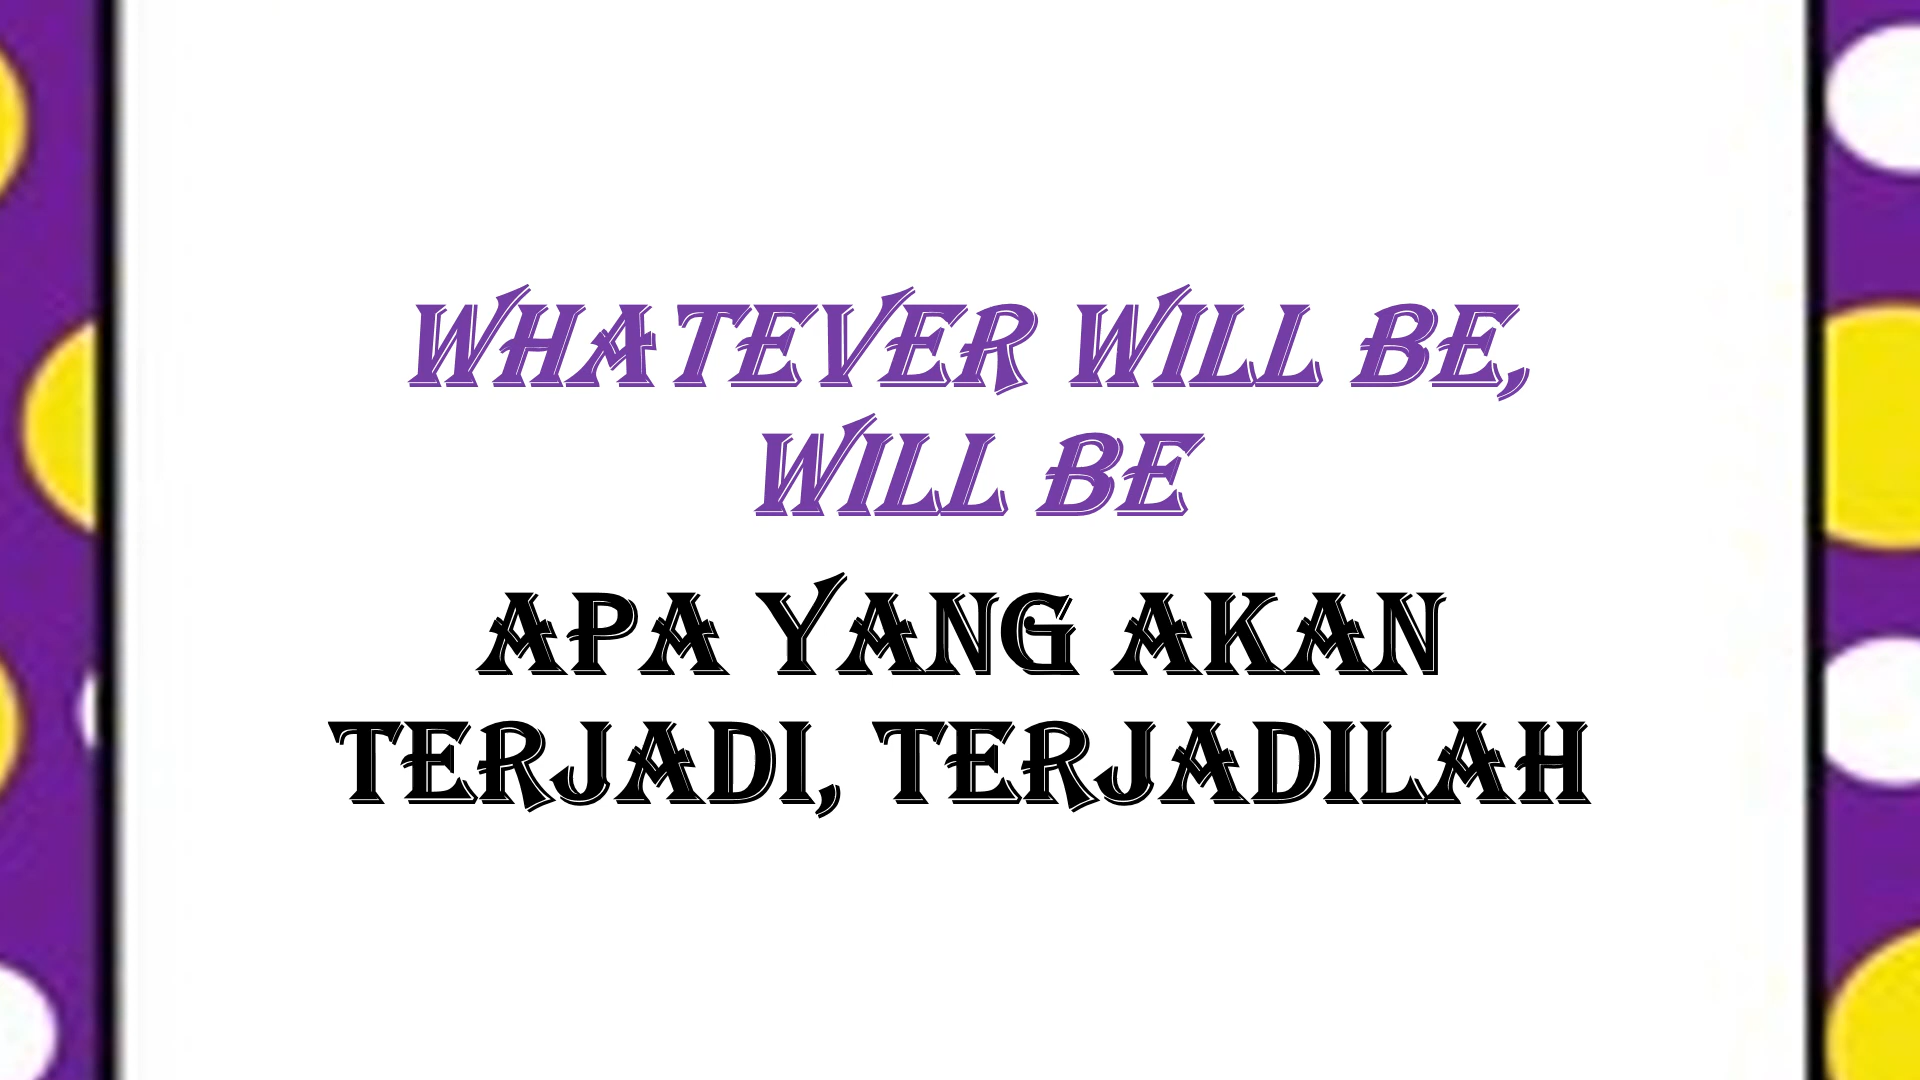 WHATEVER WILL BE,
WILL BE
APA YANG AKAN
TERJADI, TERJADILAH